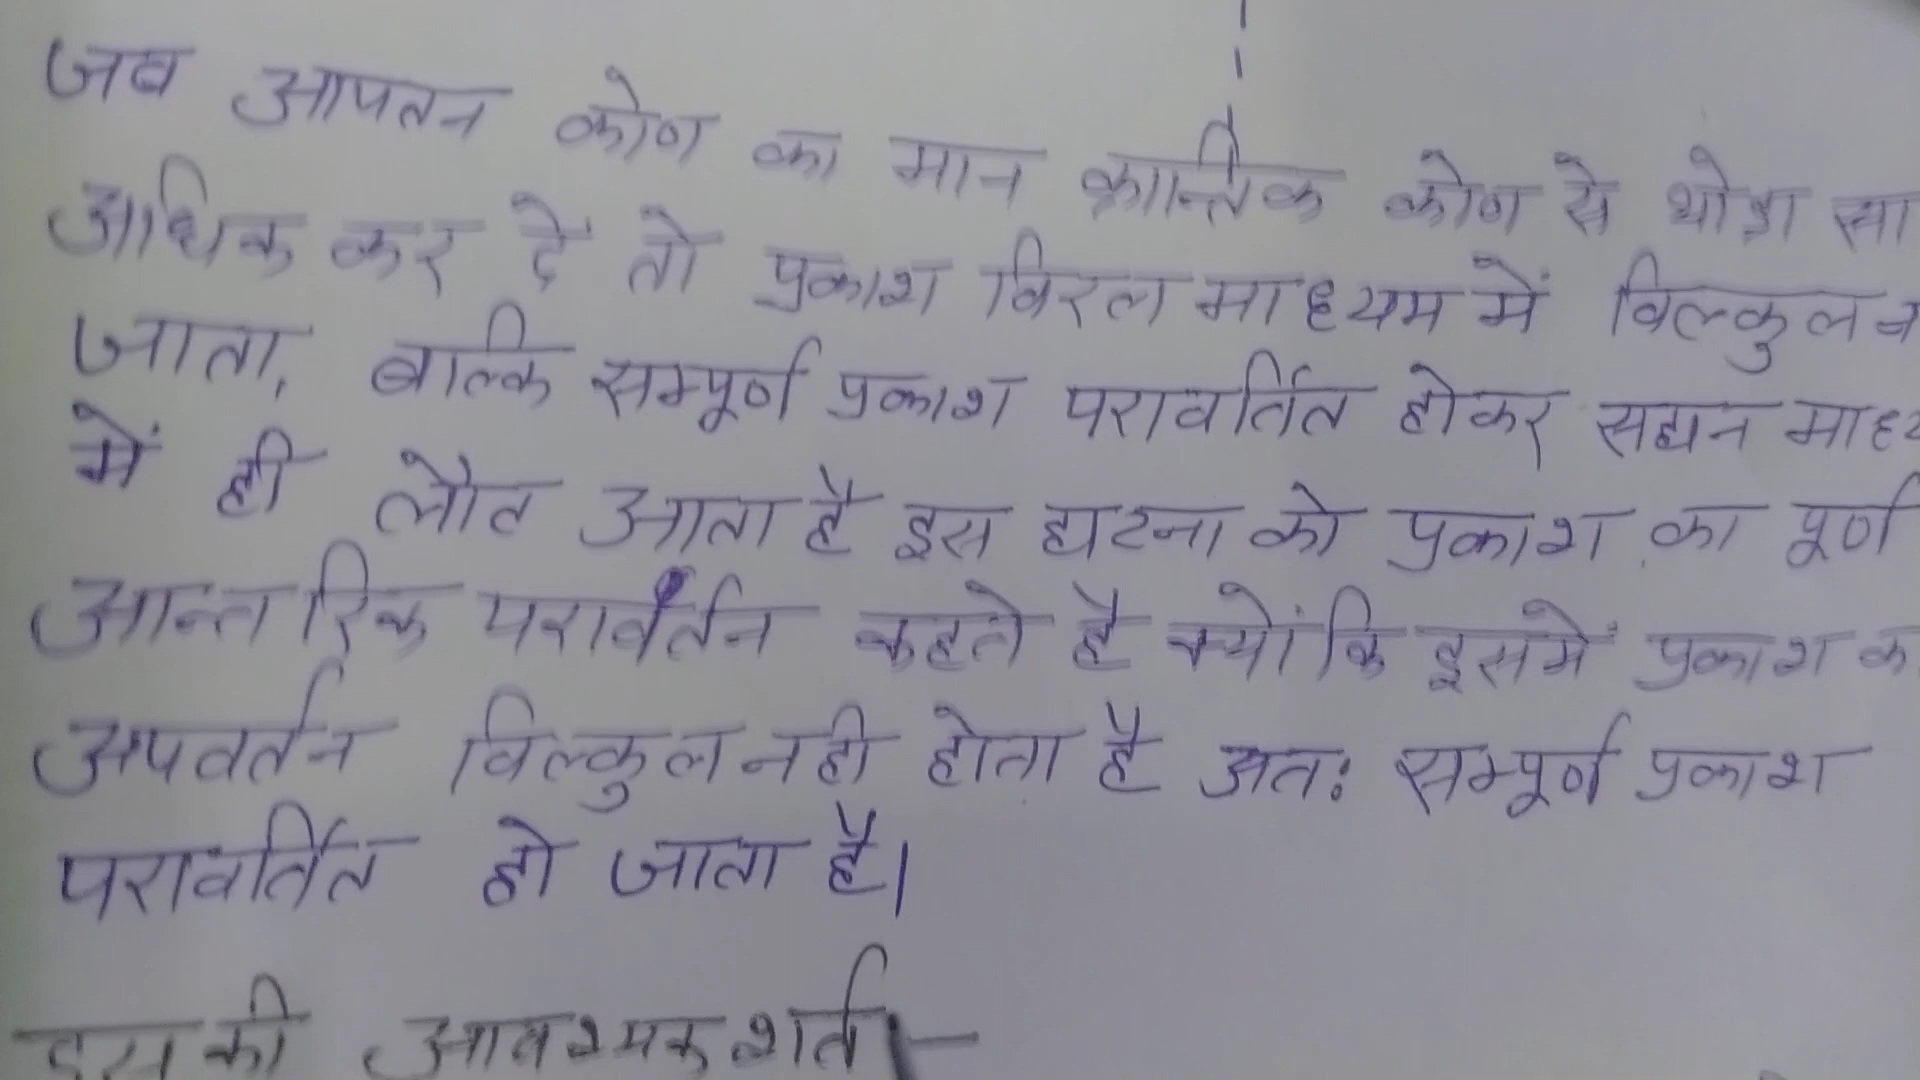 जब आपतन कोण का मान क्रान्तिक कोण से थोडा सा
अधिक कर दें तो प्रकाश विरल माध्यम में विल्कुल न
जाता, बल्कि सम्पूर्ण प्रकाश परावर्तित होकर सघन माध्य
में ही लौट आता है इस घटना को प्रकाश का पूर्ण
आन्तरिक परावर्तन कहते है क्योंकि इसमें प्रकाश क
अपवर्तन विल्कुल नही होता है अतः सम्पूर्ण प्रकाश
परावर्तित हो जाता है।
इसकी आवश्यक शर्त –